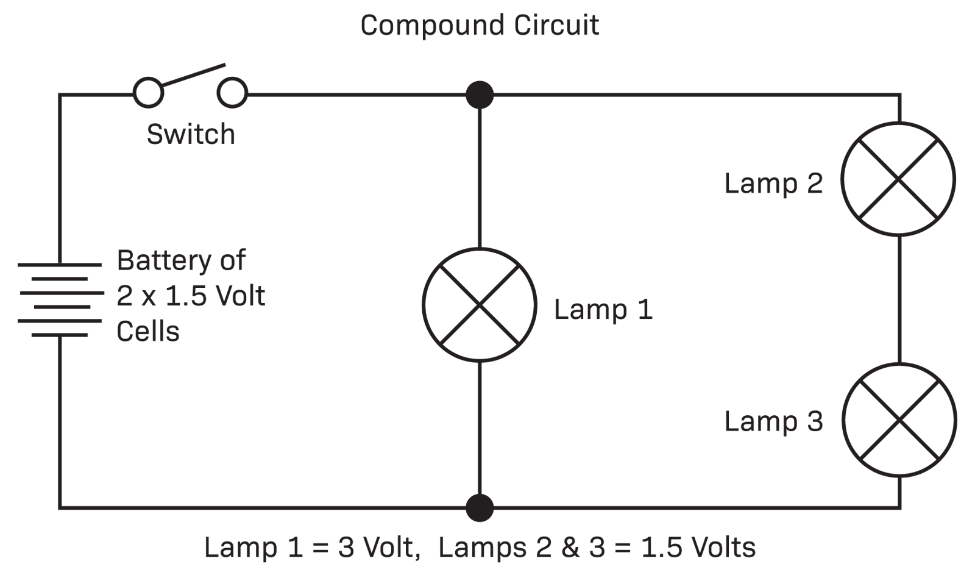 Compound Circuit
Switch
Lamp 2
Battery of
2 x 1.5 Volt
Cells
Lamp 1
Lamp 3
Lamp 1 = 3 Volt, Lamps 2 & 3 = 1.5 Volts